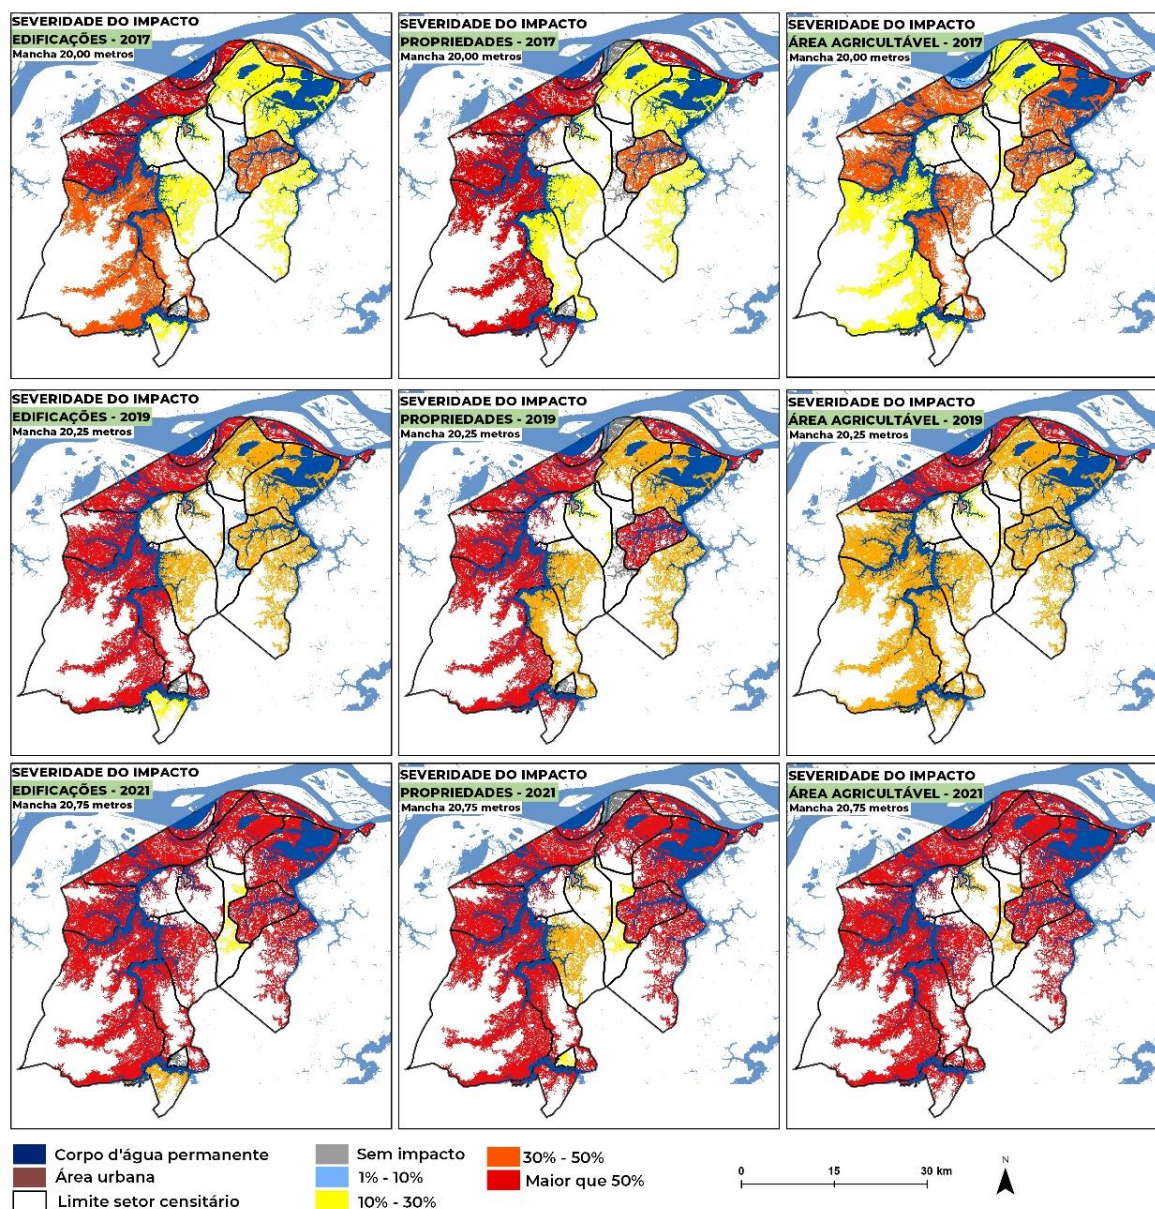 SEVERIDADE DO IMPACTO
EDIFICAÇÕES - 2017
Mancha 20,00 metros
SEVERIDADE DO IMPACTO
PROPRIEDADES - 2017
Mancha 20,00 metros
SEVERIDADE DO IMPACTO
ÁREA AGRICULTÁVEL - 2017
Mancha 20,00 metros
SEVERIDADE DO IMPACTO
EDIFICAÇÕES - 2019
Mancha 20,25 metros
SEVERIDADE DO IMPACTO
PROPRIEDADES - 2019
Mancha 20,25 metros
SEVERIDADE DO IMPACTO
ÁREA AGRICULTÁVEL - 2019
Mancha 20,25 metros
SEVERIDADE DO IMPACTO
EDIFICAÇÕES - 2021
Mancha 20,75 metros
SEVERIDADE DO IMPACTO
PROPRIEDADES - 2021
Mancha 20,75 metros
SEVERIDADE DO IMPACTO
ÁREA AGRICULTÁVEL - 2021
Mancha 20,75 metros
Corpo d'água permanente
Área urbana
Limite setor censitário
Sem impacto
1% - 10%
10% - 30%
30% - 50%
Maior que 50%
0 15 30 km
N